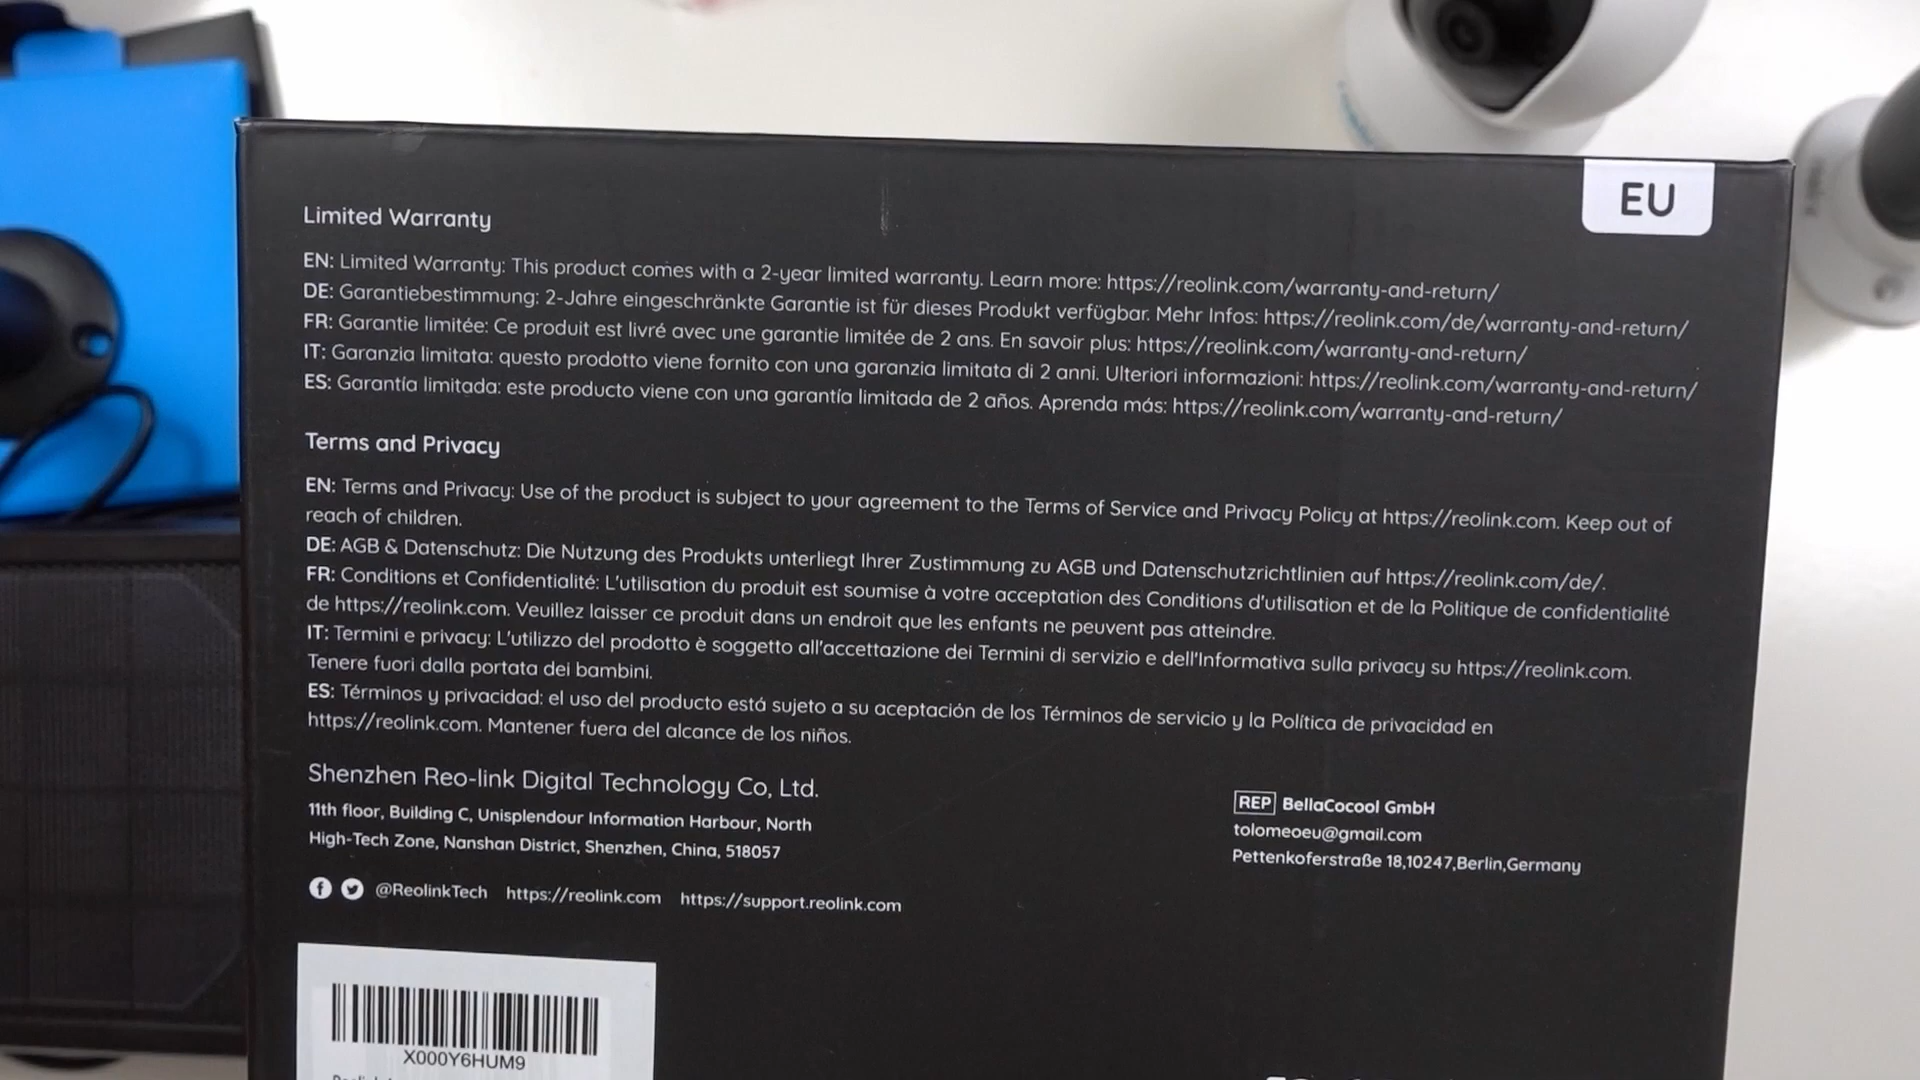 EU
Limited Warranty
EN: Limited Warranty: This product comes with a 2-year limited warranty. Learn more: https://reolink.com/warranty-and-return/
DE: Garantiebestimmung: 2-Jahre eingeschränkte Garantie ist für dieses Produkt verfügbar. Mehr Infos: https://reolink.com/de/warranty-and-return/
FR: Garantie limitée: Ce produit est livré avec une garantie limitée de 2 ans. En savoir plus: https://reolink.com/warranty-and-return/
IT: Garanzia limitata: questo prodotto viene fornito con una garanzia limitata di 2 anni. Ulteriori informazioni: https://reolink.com/warranty-and-return/
ES: Garantía limitada: este producto viene con una garantía limitada de 2 años. Aprenda más: https://reolink.com/warranty-and-return/
Terms and Privacy
EN: Terms and Privacy: Use of the product is subject to your agreement to the Terms of Service and Privacy Policy at https://reolink.com. Keep out of
reach of children.
DE: AGB & Datenschutz: Die Nutzung des Produkts unterliegt Ihrer Zustimmung zu AGB und Datenschutzrichtlinien auf https://reolink.com/de/.
FR: Conditions et Confidentialité: L'utilisation du produit est soumise à votre acceptation des Conditions d'utilisation et de la Politique de confidentialité
de https://reolink.com. Veuillez laisser ce produit dans un endroit que les enfants ne peuvent pas atteindre.
IT: Termini e privacy: L'utilizzo del prodotto è soggetto all'accettazione dei Termini di servizio e dell'Informativa sulla privacy su https://reolink.com.
Tenere fuori dalla portata dei bambini.
ES: Términos y privacidad: el uso del producto está sujeto a su aceptación de los Términos de servicio y la Política de privacidad en
https://reolink.com. Mantener fuera del alcance de los niños.
Shenzhen Reo-link Digital Technology Co, Ltd.
11th floor, Building C, Unisplendour Information Harbour, North
High-Tech Zone, Nanshan District, Shenzhen, China, 518057
@ReolinkTech https://reolink.com https://support.reolink.com
REP BellaCocool GmbH
tolomeoeu@gmail.com
Pettenkoferstraße 18,10247,Berlin,Germany
X000Y6HUM9